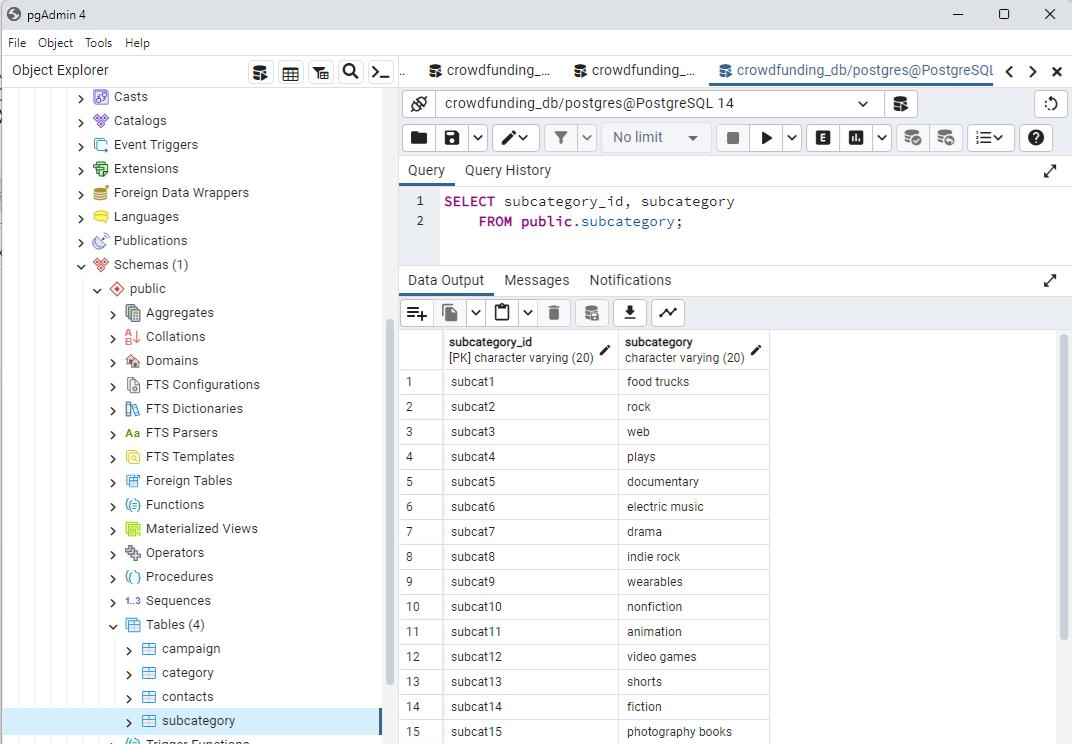 pgAdmin 4
File Object Tools Help
Object Explorer
Casts
Catalogs
Event Triggers
Extensions
Foreign Data Wrappers
Languages
Publications
Schemas (1)
public
Aggregates
Collations
Domains
FTS Configurations
FTS Dictionaries
Aa FTS Parsers
FTS Templates
Foreign Tables
Functions
Materialized Views
Operators
Procedures
1..3 Sequences
Tables (4)
campaign
category
contacts
subcategory
Trigger Functions
.. crowdfunding_... crowdfunding_... crowdfunding_db/postgres@PostgreSQL
crowdfunding_db/postgres@PostgreSQL 14
No limit E
Query Query History
1 SELECT subcategory_id, subcategory
2 FROM public.subcategory;
Data Output Messages Notifications
subcategory_id subcategory
[PK] character varying (20) character varying (20)
1 subcat1 food trucks
2 subcat2 rock
3 subcat3 web
4 subcat4 plays
5 subcat5 documentary
6 subcat6 electric music
7 subcat7 drama
8 subcat8 indie rock
9 subcat9 wearables
10 subcat10 nonfiction
11 subcat11 animation
12 subcat12 video games
13 subcat13 shorts
14 subcat14 fiction
15 subcat15 photography books